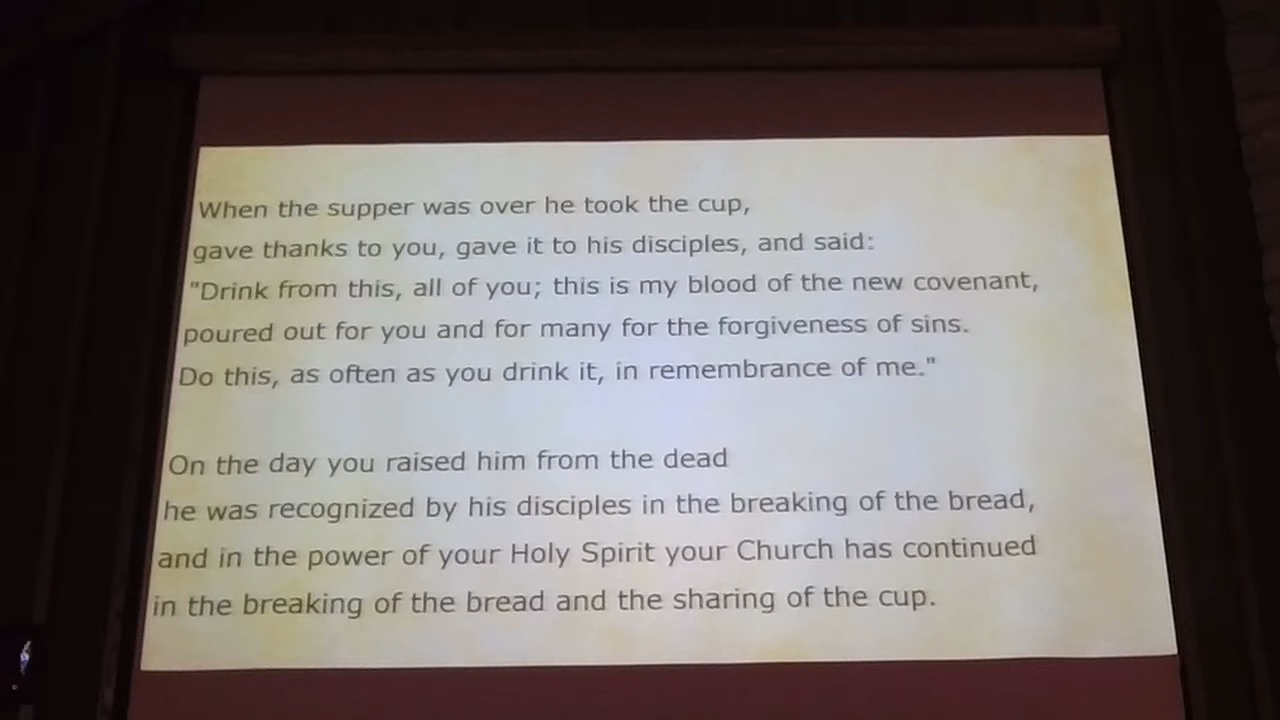 When the supper was over he took the cup,
gave thanks to you, gave it to his disciples, and said:
"Drink from this, all of you; this is my blood of the new covenant,
poured out for you and for many for the forgiveness of sins.
Do this, as often as you drink it, in remembrance of me."
On the day you raised him from the dead
he was recognized by his disciples in the breaking of the bread,
and in the power of your Holy Spirit your Church has continued
in the breaking of the bread and the sharing of the cup.